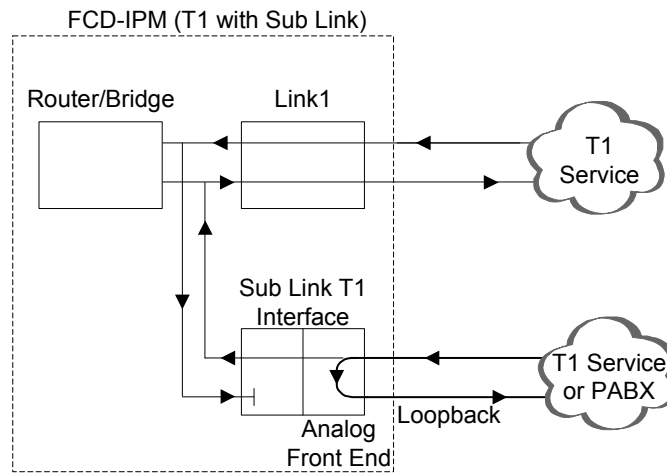 FCD-IPM (T1 with Sub Link)
Router/Bridge
Link1
T1
Service
Sub Link T1
Interface
T1 Service
or PABX
Loopback
Analog
Front End